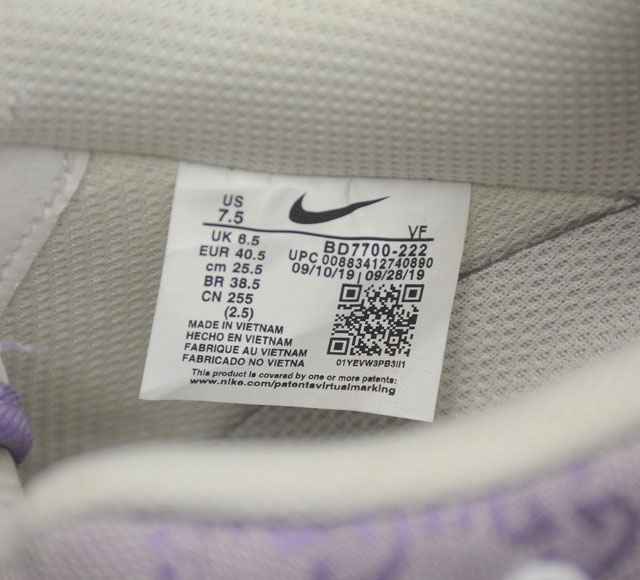 US
7.5
VF
UK 6.5
EUR 40.5
cm 25.5
BR 38.5
CN 255
(2.5)
BD7700-222
UPC 00883412740890
09/10/19 | 09/28/19
MADE IN VIETNAM
HECHO EN VIETNAM
FABRIQUE AU VIETNAM
FABRICADO NO VIETNA
01YEVW3PB3II1
This product is covered by one or more patents:
www.nike.com/patentsvirtualmarking